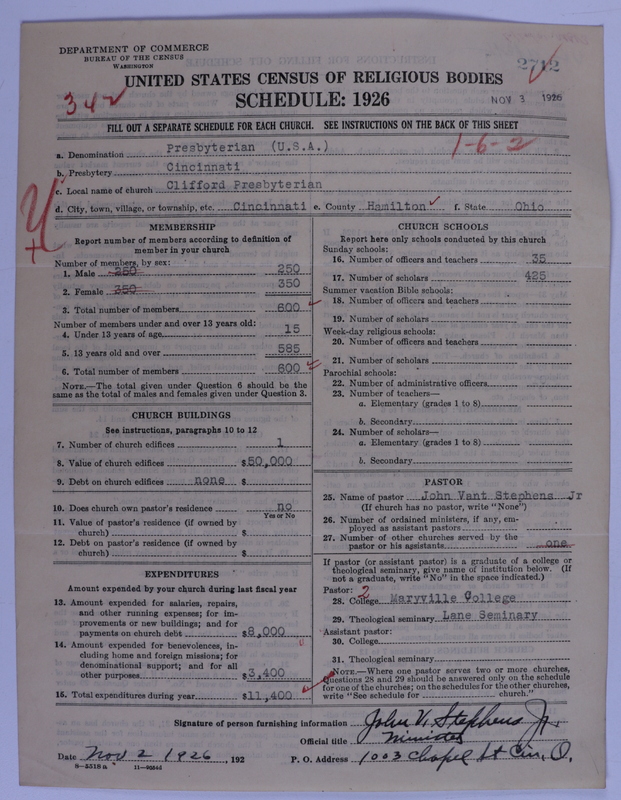 DEPARTMENT OF COMMERCE
BUREAU OF THE CENSUS
WASHINGTON
2712
UNITED STATES CENSUS OF RELIGIOUS BODIES
342
SCHEDULE: 1926
NOV 3 1926
FILL OUT A SEPARATE SCHEDULE FOR EACH CHURCH. SEE INSTRUCTIONS ON THE BACK OF THIS SHEET
a. Denomination Presbyterian (U.S.A.)
1-6-2
b. Presbytery Cincinnati
c. Local name of church Clifford Presbyterian
d. City, town, village, or township, etc. Cincinnati e. County Hamilton f. State Ohio
MEMBERSHIP
Report number of members according to definition of
member in your church
Number of members, by sex:
1. Male 250 250
2. Female 350 350
3. Total number of members 600
Number of members under and over 13 years old:
4. Under 13 years of age 15
5. 13 years old and over 585
6. Total number of members 600
NOTE.—The total given under Question 6 should be the
same as the total of males and females given under Question 3.
CHURCH BUILDINGS
See instructions, paragraphs 10 to 12
7. Number of church edifices 1
8. Value of church edifices $50,000
9. Debt on church edifices none $
10. Does church own pastor's residence no
Yes or No
11. Value of pastor's residence (if owned by
church) $
12. Debt on pastor's residence (if owned by
church) $
EXPENDITURES
Amount expended by your church during last fiscal year
13. Amount expended for salaries, repairs,
and other running expenses; for im-
provements or new buildings; and for
payments on church debt $8,000
14. Amount expended for benevolences, in-
cluding home and foreign missions; for
denominational support; and for all
other purposes $3,400
15. Total expenditures during year $11,400
CHURCH SCHOOLS
Report here only schools conducted by this church
Sunday schools:
16. Number of officers and teachers 35
17. Number of scholars 425
Summer vacation Bible schools:
18. Number of officers and teachers
19. Number of scholars
Week-day religious schools:
20. Number of officers and teachers
21. Number of scholars
Parochial schools:
22. Number of administrative officers
23. Number of teachers—
a. Elementary (grades 1 to 8)
b. Secondary
24. Number of scholars—
a. Elementary (grades 1 to 8)
b. Secondary
PASTOR
25. Name of pastor John Vant Stephens Jr
(If church has no pastor, write "None")
26. Number of ordained ministers, if any, em-
ployed as assistant pastors
27. Number of other churches served by the
pastor or his assistants one
If pastor (or assistant pastor) is a graduate of a college or
theological seminary, give name of institution below. (If
not a graduate, write "No" in the space indicated.)
Pastor: 2
28. College Maryville College
29. Theological seminary Lane Seminary
Assistant pastor:
30. College
31. Theological seminary
NOTE.—Where one pastor serves two or more churches,
Questions 28 and 29 should be answered only on the schedule
for one of the churches; on the schedules for the other churches,
write "See schedule for church."
Signature of person furnishing information John V. Stephens Jr.
Official title Minister
Date Nov 2 1926, 192 P. O. Address 1003 Chapel St Cin, O.
8-5518a 11-9554d